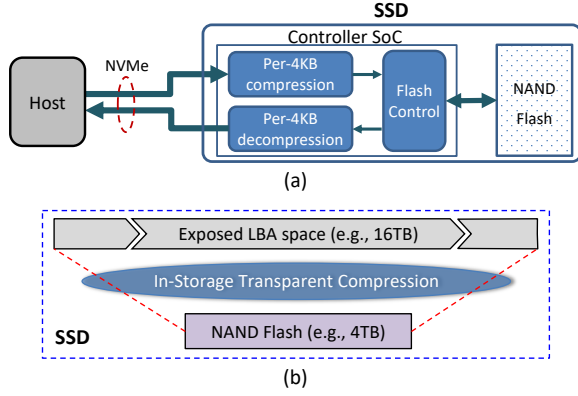 SSD
Controller SoC
NVMe
Host
Per-4KB
compression
Per-4KB
decompression
Flash
Control
NAND
Flash
(a)
Exposed LBA space (e.g., 16TB)
In-Storage Transparent Compression
SSD
NAND Flash (e.g., 4TB)
(b)